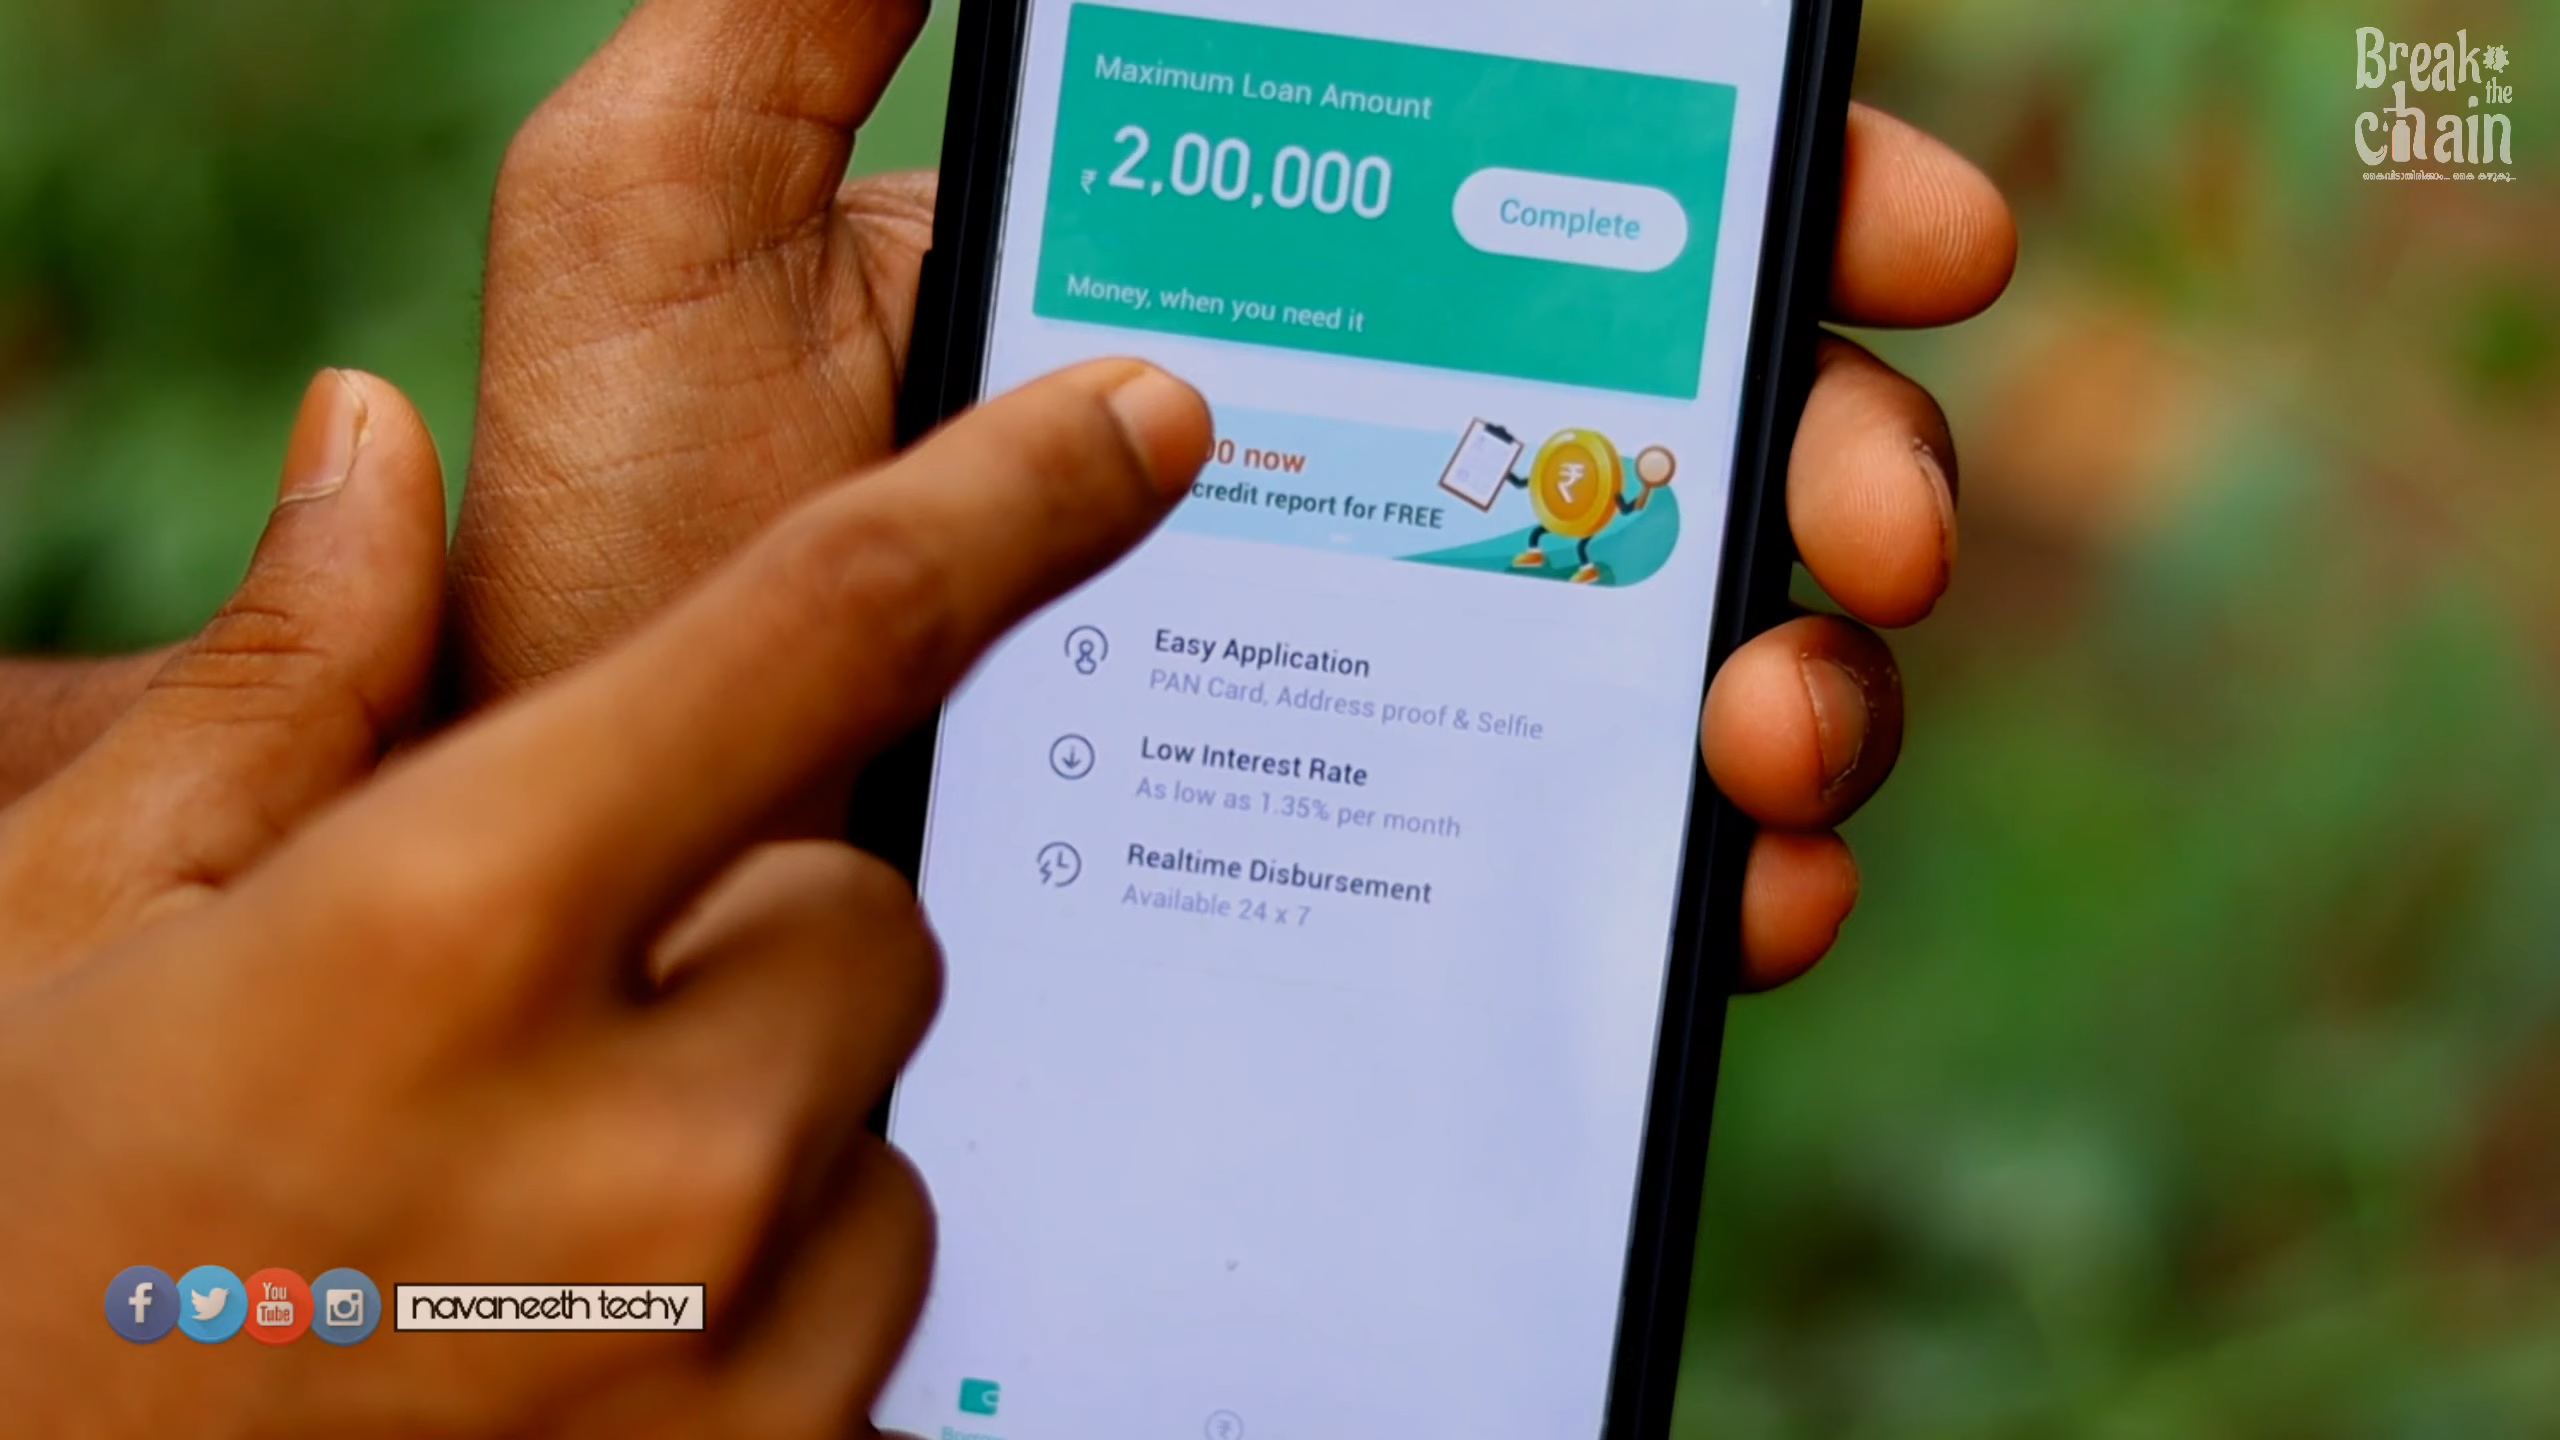 Maximum Loan Amount
₹ 2,00,000
Complete
Money, when you need it
00 now
credit report for FREE
Easy Application
PAN Card, Address proof & Selfie
Low Interest Rate
As low as 1.35% per month
Realtime Disbursement
Available 24 x 7
Break
the
chain
കൈവിടാതിരിക്കാം... കൈ കഴുകൂ...
f
You
Tube
navaneeth techy